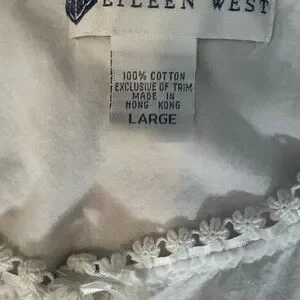 EILEEN WEST
100% COTTON
EXCLUSIVE OF TRIM
MADE IN
HONG KONG
LARGE